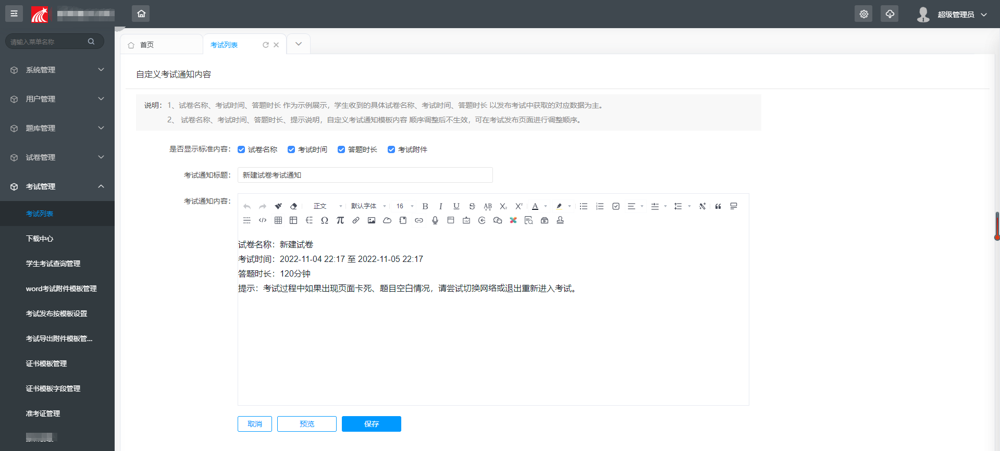 超级管理员
请输入菜单名称
首页
考试列表
系统管理
用户管理
题库管理
试卷管理
考试管理
考试列表
下载中心
学生考试查询管理
word考试附件模板管理
考试发布按模板设置
考试导出附件模板管...
证书模板管理
证书模板字段管理
准考证管理
自定义考试通知内容
说明：1、试卷名称、考试时间、答题时长 作为示例展示，学生收到的具体试卷名称、考试时间、答题时长 以发布考试中获取的对应数据为主。
2、 试卷名称、考试时间、答题时长、提示说明，自定义考试通知模板内容 顺序调整后不生效，可在考试发布页面进行调整顺序。
是否显示标准内容： 试卷名称 考试时间 答题时长 考试附件
考试通知标题： 新建试卷考试通知
考试通知内容：
正文 默认字体 16
试卷名称：新建试卷
考试时间：2022-11-04 22:17 至 2022-11-05 22:17
答题时长：120分钟
提示：考试过程中如果出现页面卡死、题目空白情况，请尝试切换网络或退出重新进入考试。
取消 预览 保存